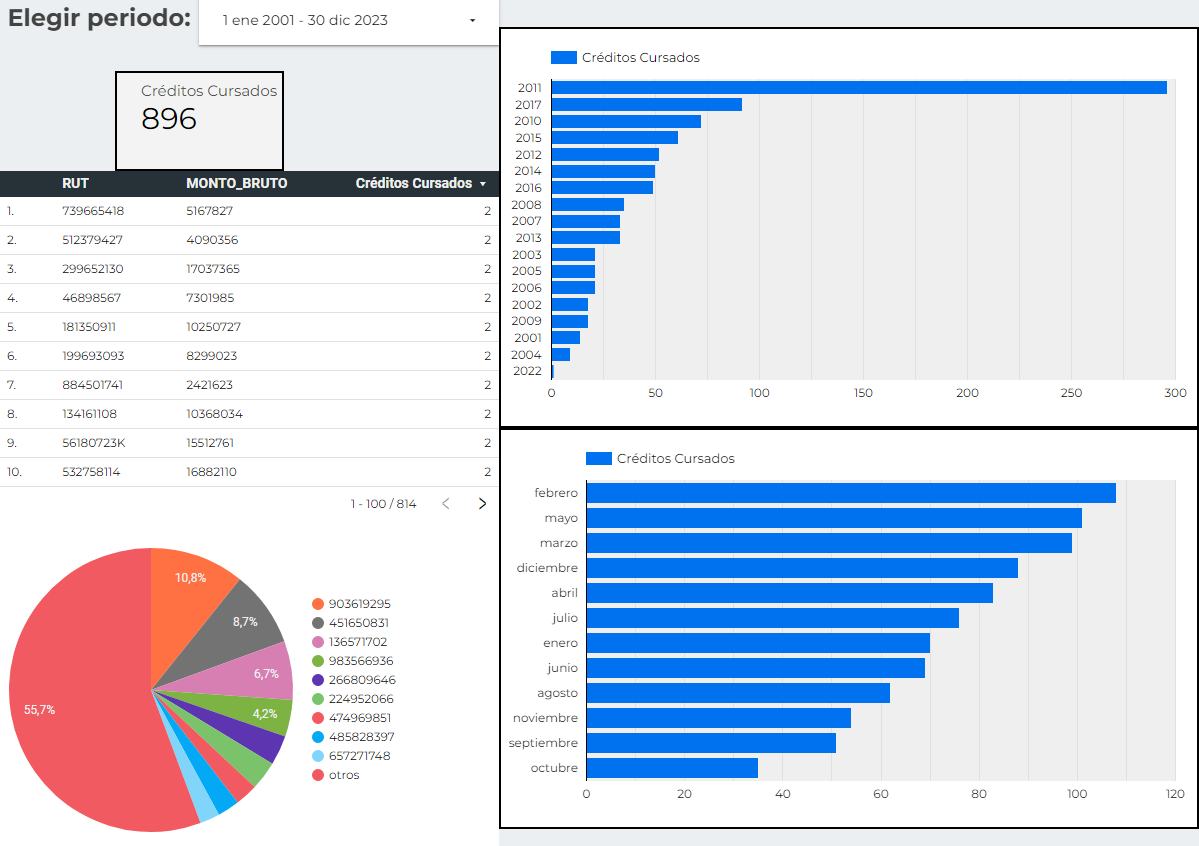 Elegir periodo:
1 ene 2001 - 30 dic 2023
Créditos Cursados
896
RUT MONTO_BRUTO Créditos Cursados
1. 739665418 5167827 2
2. 512379427 4090356 2
3. 299652130 17037365 2
4. 46898567 7301985 2
5. 181350911 10250727 2
6. 199693093 8299023 2
7. 884501741 2421623 2
8. 134161108 10368034 2
9. 56180723K 15512761 2
10. 532758114 16882110 2
1 - 100 / 814
10,8%
8,7%
6,7%
4,2%
55,7%
903619295
451650831
136571702
983566936
266809646
224952066
474969851
485828397
657271748
otros
Créditos Cursados
2011
2017
2010
2015
2012
2014
2016
2008
2007
2013
2003
2005
2006
2002
2009
2001
2004
2022
0 50 100 150 200 250 300
Créditos Cursados
febrero
mayo
marzo
diciembre
abril
julio
enero
junio
agosto
noviembre
septiembre
octubre
0 20 40 60 80 100 120